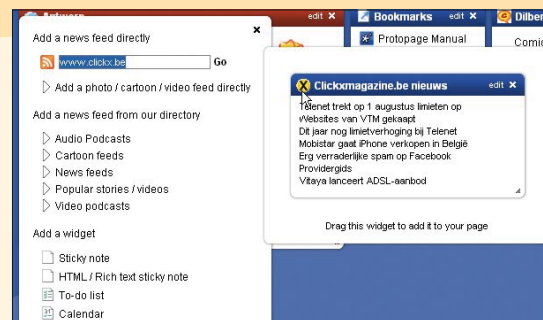 Antwerp
edit ×
Bookmarks edit ×
Dilber
Protopage Manual
Comic
Add a news feed directly ×
www.clickx.be Go
Add a photo / cartoon / video feed directly
Add a news feed from our directory
Audio Podcasts
Cartoon feeds
News feeds
Popular stories / videos
Video podcasts
Add a widget
Sticky note
HTML / Rich text sticky note
To-do list
Calendar
Clickxmagazine.be nieuws edit ×
Telenet trekt op 1 augustus limieten op
Websites van VTM gekaapt
Dit jaar nog limietverhoging bij Telenet
Mobistar gaat iPhone verkopen in België
Erg verraderlijke spam op Facebook
Providergids
Vitaya lanceert ADSL-aanbod
Drag this widget to add it to your page